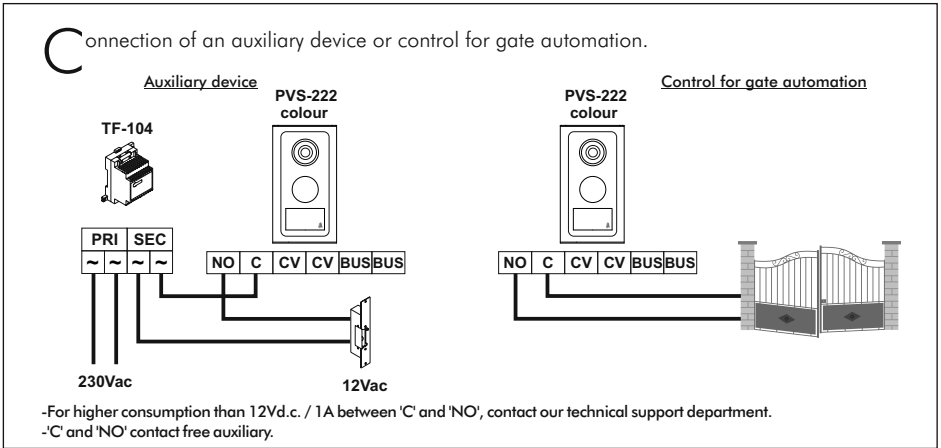 Connection of an auxiliary device or control for gate automation.
Auxiliary device
Control for gate automation
PVS-222
colour
PVS-222
colour
TF-104
PRI SEC
~ ~ ~ ~
NO C CV CV BUS BUS
NO C CV CV BUS BUS
230Vac
12Vac
-For higher consumption than 12Vd.c. / 1A between 'C' and 'NO', contact our technical support department.
-'C' and 'NO' contact free auxiliary.